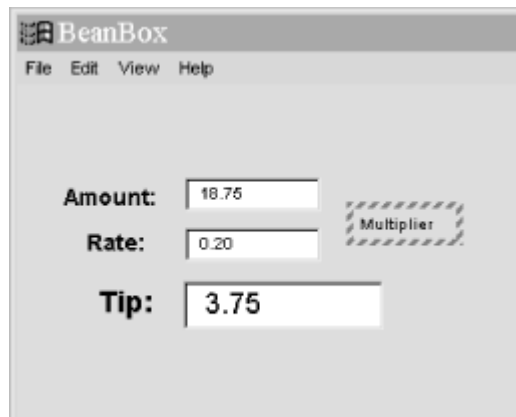 BeanBox
File Edit View Help
Amount: 18.75
Multiplier
Rate: 0.20
Tip: 3.75